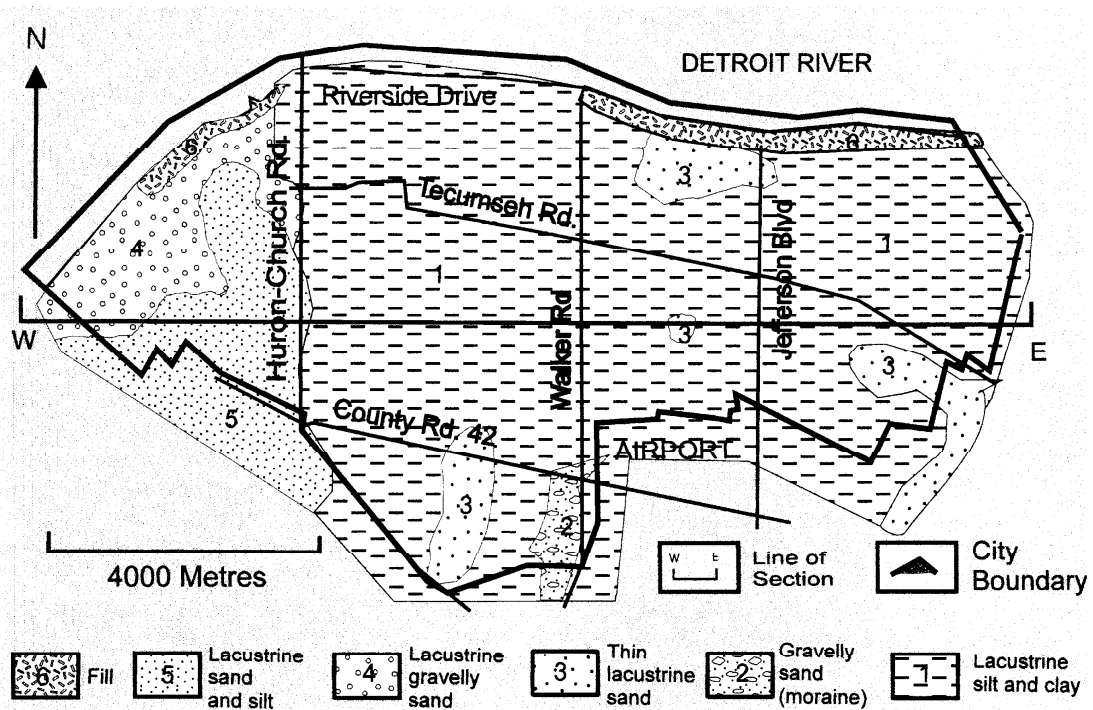 N
DETROIT RIVER
Riverside Drive
6
6
Huron-Church Rd.
3
Tecumseh Rd.
4
1
1
Jefferson Blvd
Walker Rd
3
W
E
3
5
County Rd. 42
AIRPORT
3
2
4000 Metres
W E
Line of
Section
City
Boundary
6
Fill
5
Lacustrine
sand
and silt
4
Lacustrine
gravelly
sand
3
Thin
lacustrine
sand
2
Gravelly
sand
(moraine)
1
Lacustrine
silt and clay